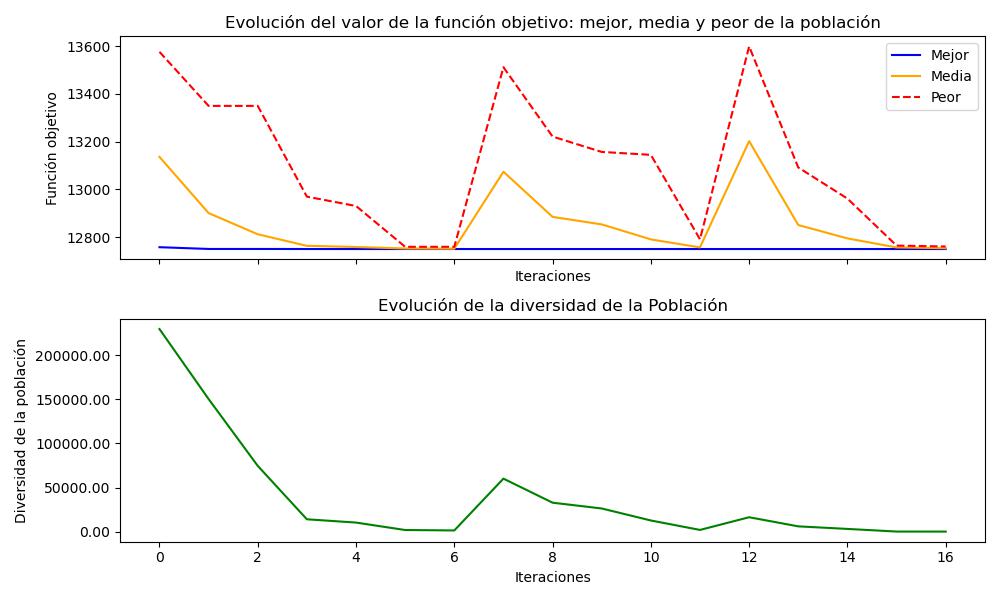 Evolución del valor de la función objetivo: mejor, media y peor de la población
Función objetivo
13600
13400
13200
13000
12800
Mejor
Media
Peor
Iteraciones
Evolución de la diversidad de la Población
Diversidad de la población
200000.00
150000.00
100000.00
50000.00
0.00
0 2 4 6 8 10 12 14 16
Iteraciones